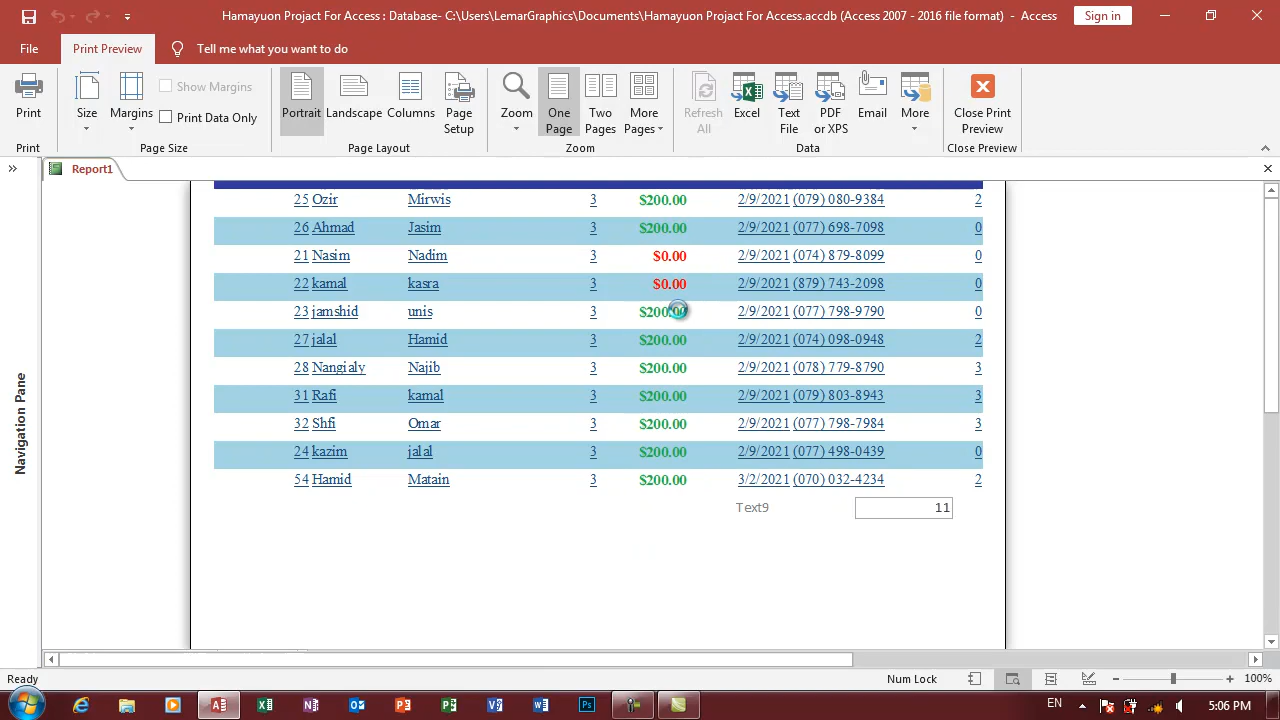 Hamayuon Projact For Access : Database- C:\Users\LemarGraphics\Documents\Hamayuon Projact For Access.accdb (Access 2007 - 2016 file format) - Access
Sign in
File
Print Preview
Tell me what you want to do
Print
Size
Margins
Show Margins
Print Data Only
Portrait
Landscape
Columns
Page Setup
Zoom
One Page
Two Pages
More Pages
Refresh All
Excel
Text File
PDF or XPS
Email
More
Close Print Preview
Print
Page Size
Page Layout
Zoom
Data
Close Preview
Report1
Navigation Pane
25 Ozir Mirwis 3 $200.00 2/9/2021 (079) 080-9384 2
26 Ahmad Jasim 3 $200.00 2/9/2021 (077) 698-7098 0
21 Nasim Nadim 3 $0.00 2/9/2021 (074) 879-8099 0
22 kamal kasra 3 $0.00 2/9/2021 (879) 743-2098 0
23 jamshid unis 3 $200.00 2/9/2021 (077) 798-9790 0
27 jalal Hamid 3 $200.00 2/9/2021 (074) 098-0948 2
28 Nangialy Najib 3 $200.00 2/9/2021 (078) 779-8790 3
31 Rafi kamal 3 $200.00 2/9/2021 (079) 803-8943 3
32 Shfi Omar 3 $200.00 2/9/2021 (077) 798-7984 3
24 kazim jalal 3 $200.00 2/9/2021 (077) 498-0439 0
54 Hamid Matain 3 $200.00 3/2/2021 (070) 032-4234 2
Text9 11
Ready
Num Lock
100%
EN
5:06 PM